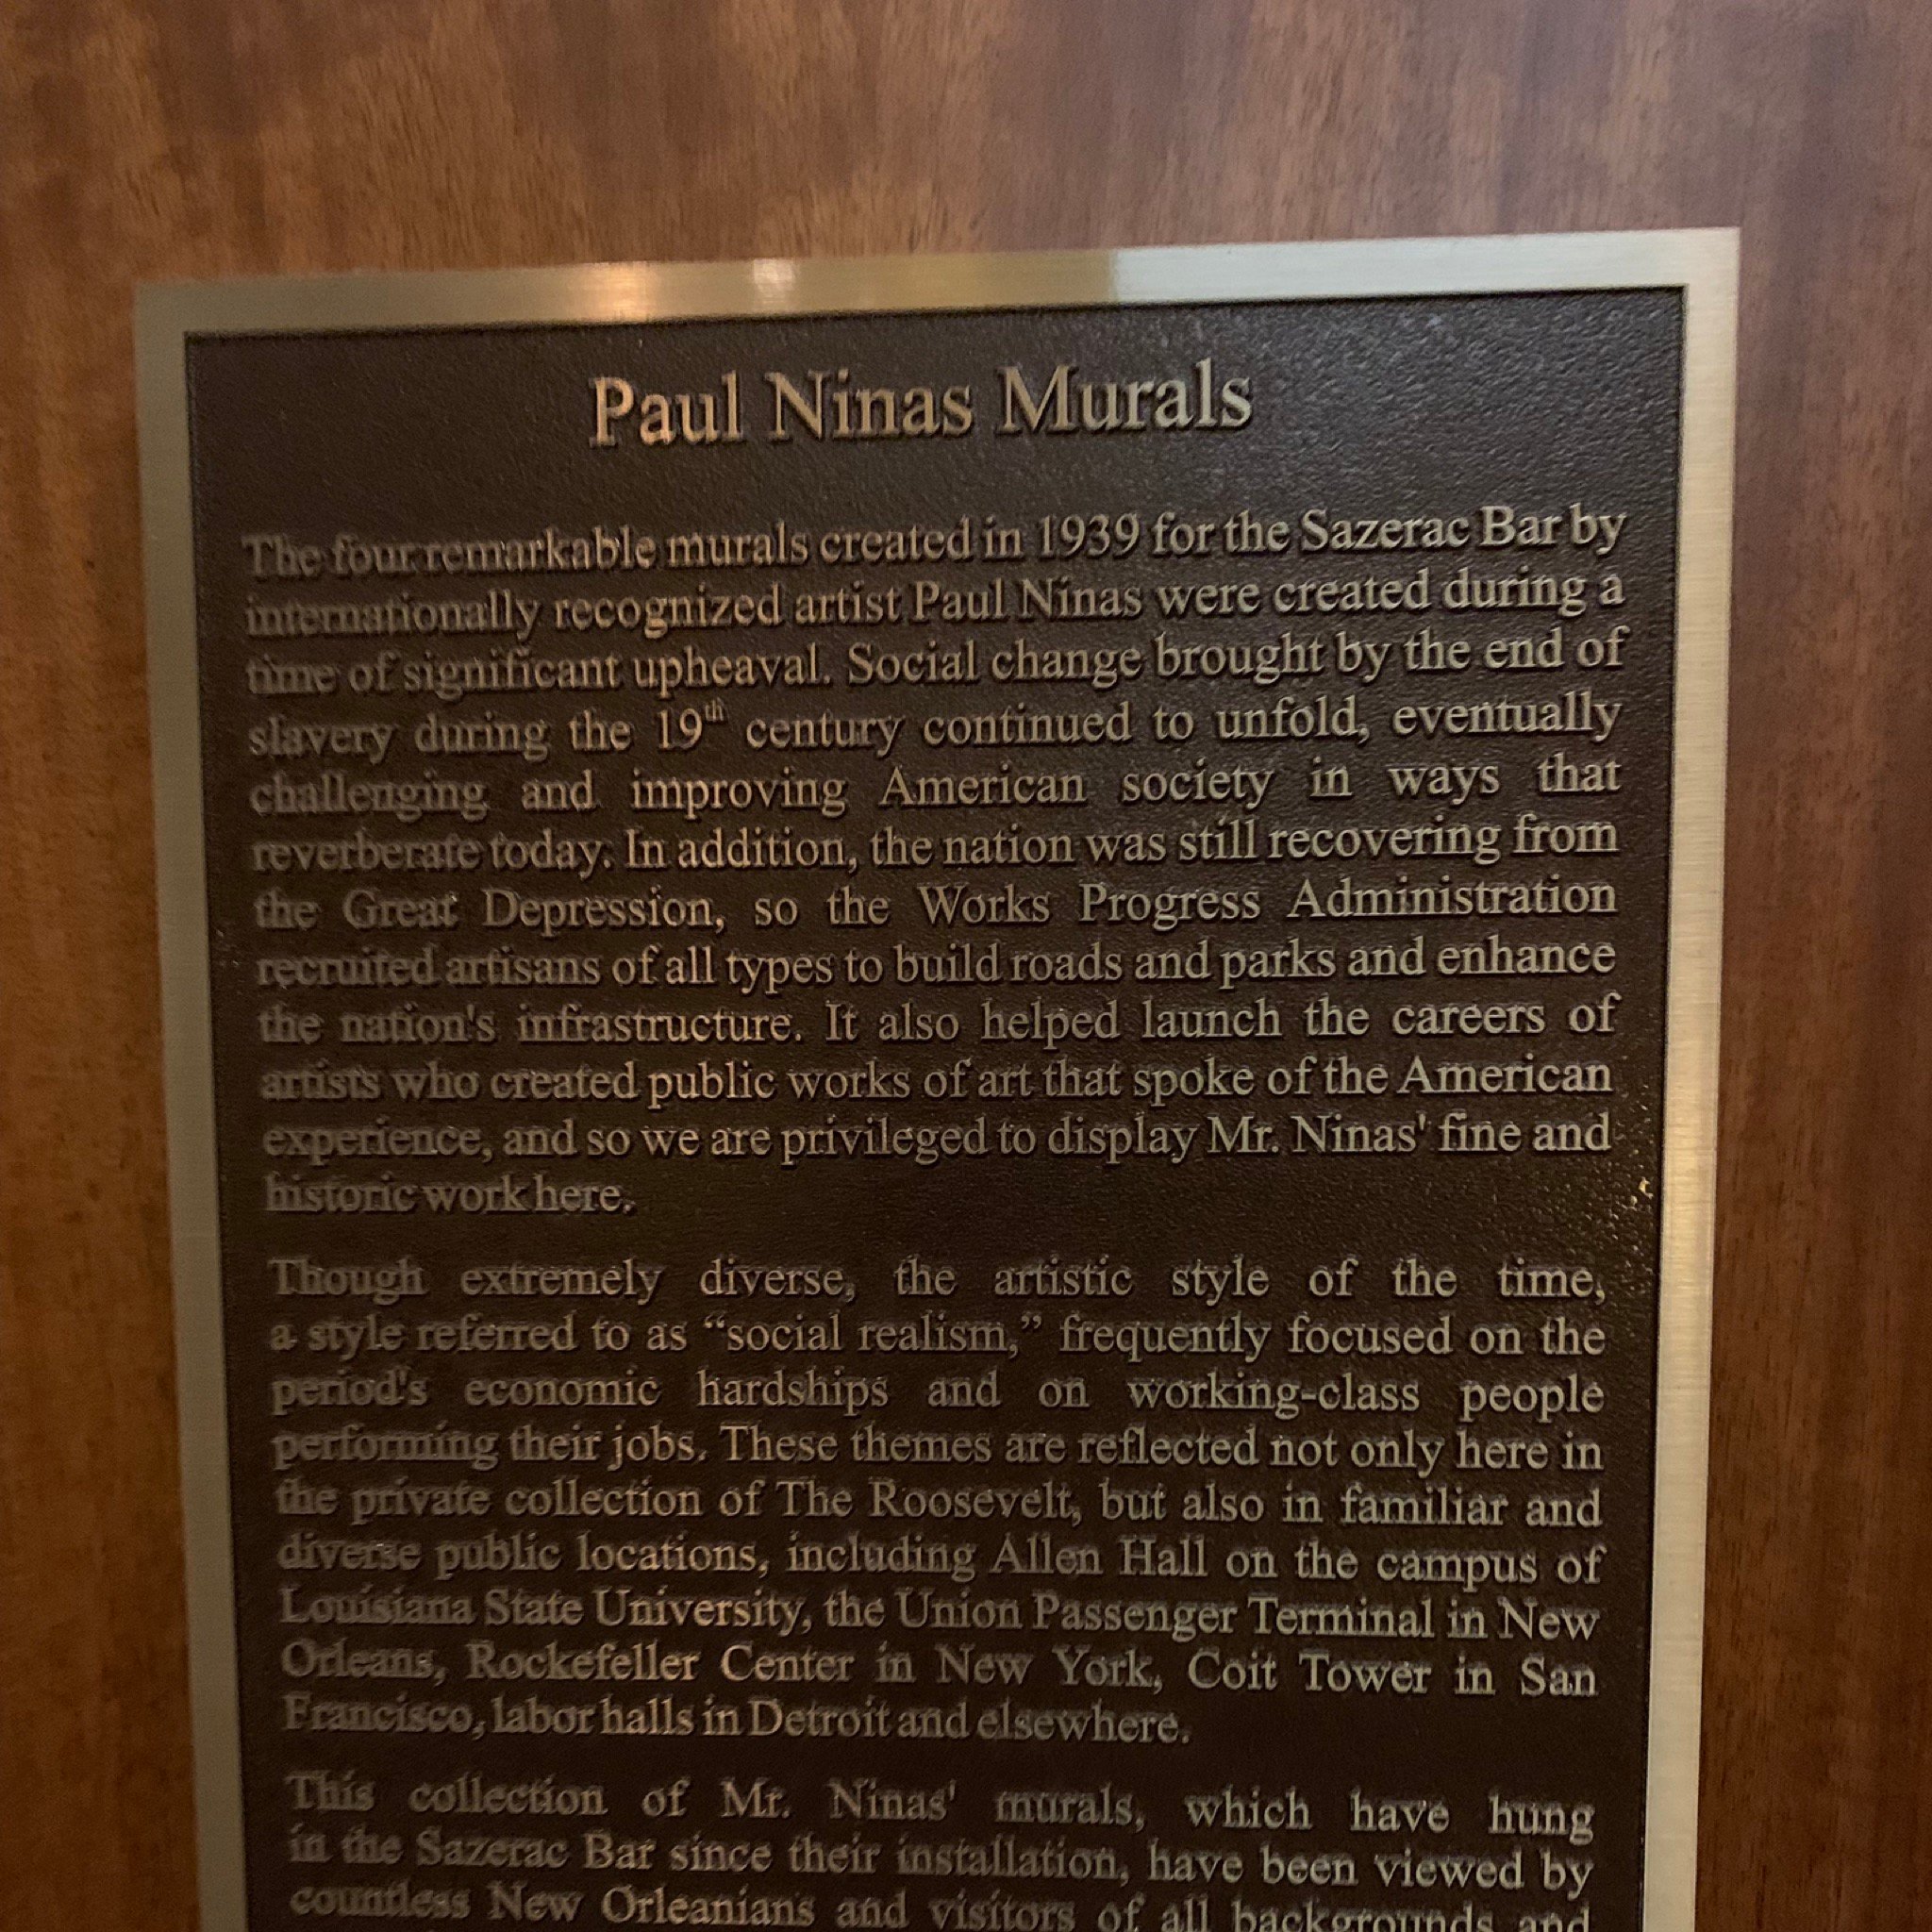 Paul Ninas Murals
The four remarkable murals created in 1939 for the Sazerac Bar by
internationally recognized artist Paul Ninas were created during a
time of significant upheaval. Social change brought by the end of
slavery during the 19th century continued to unfold, eventually
challenging and improving American society in ways that
reverberate today. In addition, the nation was still recovering from
the Great Depression, so the Works Progress Administration
recruited artisans of all types to build roads and parks and enhance
the nation's infrastructure. It also helped launch the careers of
artists who created public works of art that spoke of the American
experience, and so we are privileged to display Mr. Ninas' fine and
historic work here.
Though extremely diverse, the artistic style of the time,
a style referred to as “social realism,” frequently focused on the
period's economic hardships and on working-class people
performing their jobs. These themes are reflected not only here in
the private collection of The Roosevelt, but also in familiar and
diverse public locations, including Allen Hall on the campus of
Louisiana State University, the Union Passenger Terminal in New
Orleans, Rockefeller Center in New York, Coit Tower in San
Francisco, labor halls in Detroit and elsewhere.
This collection of Mr. Ninas' murals, which have hung
in the Sazerac Bar since their installation, have been viewed by
countless New Orleanians and visitors of all backgrounds and